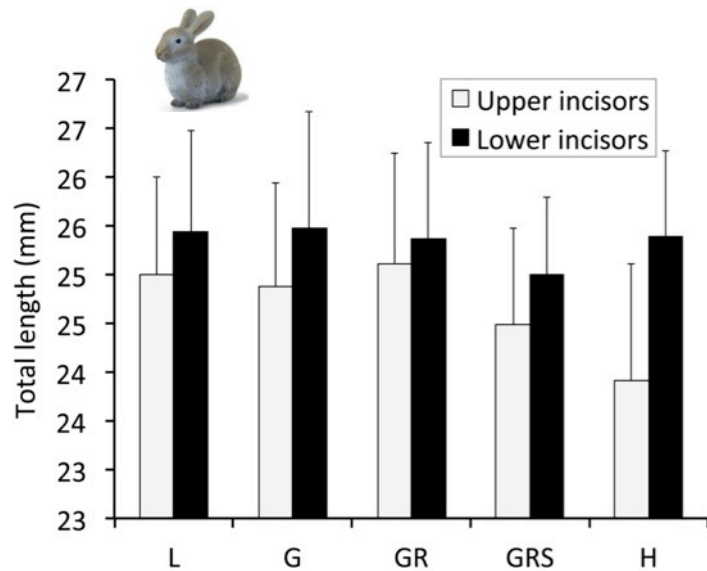 Upper incisors
Lower incisors
Total length (mm)
27
27
26
26
25
25
24
24
23
23
L G GR GRS H